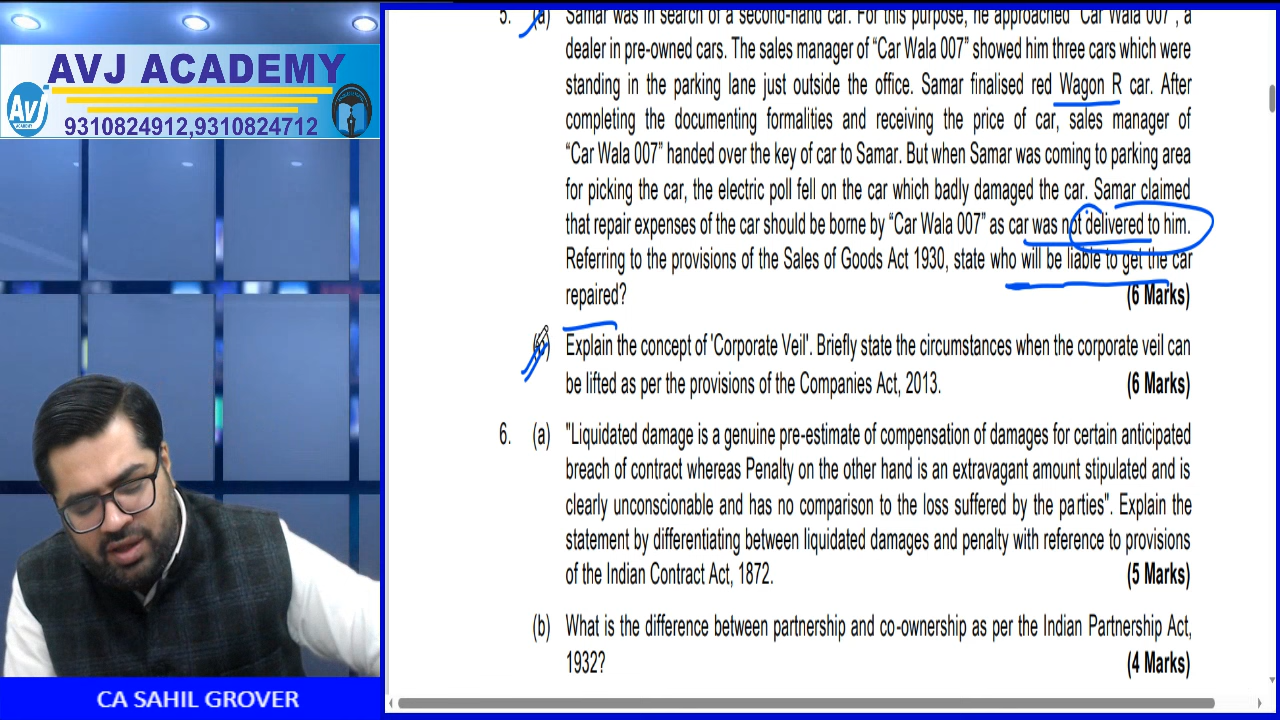 AVJ ACADEMY
AV
ACADEMY
9310824912,9310824712
CA SAHIL GROVER
5. (a) Samar was in search of a second-hand car. For this purpose, he approached "Car Wala 007", a
dealer in pre-owned cars. The sales manager of “Car Wala 007” showed him three cars which were
standing in the parking lane just outside the office. Samar finalised red Wagon R car. After
completing the documenting formalities and receiving the price of car, sales manager of
“Car Wala 007” handed over the key of car to Samar. But when Samar was coming to parking area
for picking the car, the electric poll fell on the car which badly damaged the car. Samar claimed
that repair expenses of the car should be borne by “Car Wala 007” as car was not delivered to him.
Referring to the provisions of the Sales of Goods Act 1930, state who will be liable to get the car
repaired? (6 Marks)
Explain the concept of 'Corporate Veil'. Briefly state the circumstances when the corporate veil can
be lifted as per the provisions of the Companies Act, 2013. (6 Marks)
6. (a) "Liquidated damage is a genuine pre-estimate of compensation of damages for certain anticipated
breach of contract whereas Penalty on the other hand is an extravagant amount stipulated and is
clearly unconscionable and has no comparison to the loss suffered by the parties". Explain the
statement by differentiating between liquidated damages and penalty with reference to provisions
of the Indian Contract Act, 1872. (5 Marks)
(b) What is the difference between partnership and co-ownership as per the Indian Partnership Act,
1932? (4 Marks)